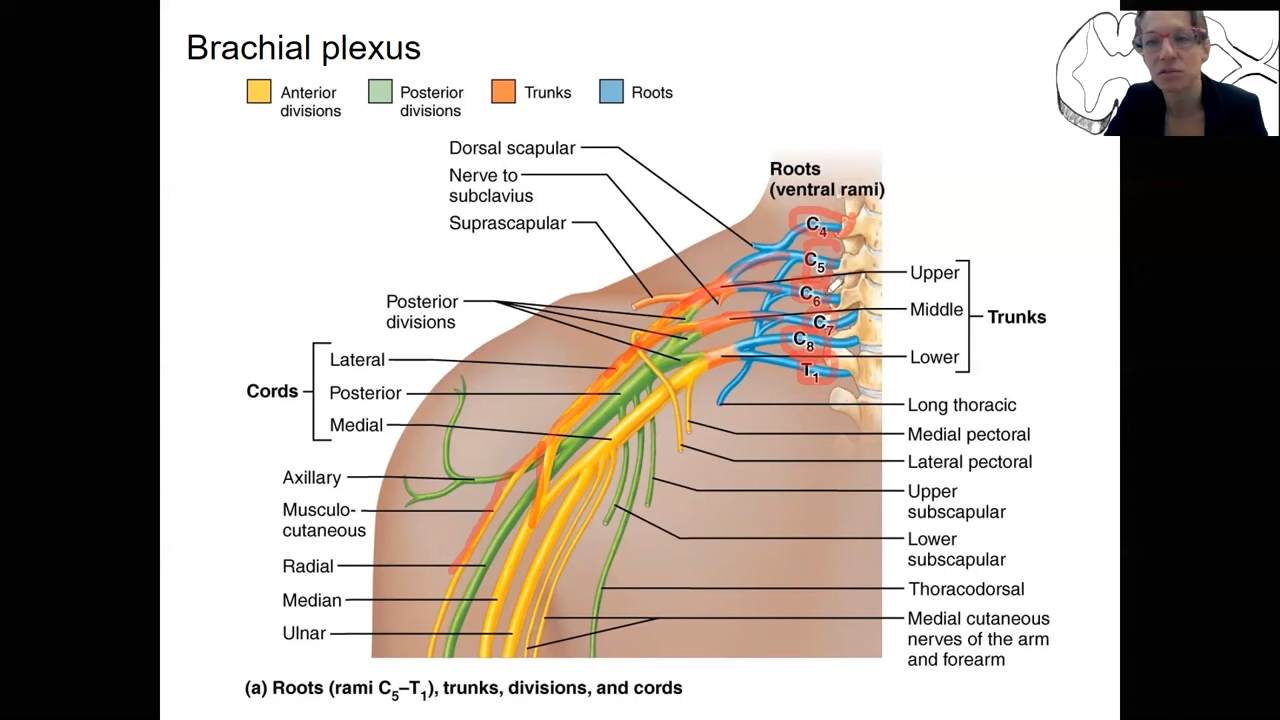 Brachial plexus
Anterior
divisions
Posterior
divisions
Trunks
Roots
Dorsal scapular
Nerve to
subclavius
Suprascapular
Roots
(ventral rami)
C4
C5
C6
C7
C8
T1
Upper
Middle
Lower
Trunks
Posterior
divisions
Cords
Lateral
Posterior
Medial
Axillary
Musculo-
cutaneous
Radial
Median
Ulnar
Long thoracic
Medial pectoral
Lateral pectoral
Upper
subscapular
Lower
subscapular
Thoracodorsal
Medial cutaneous
nerves of the arm
and forearm
(a) Roots (rami C5–T1), trunks, divisions, and cords